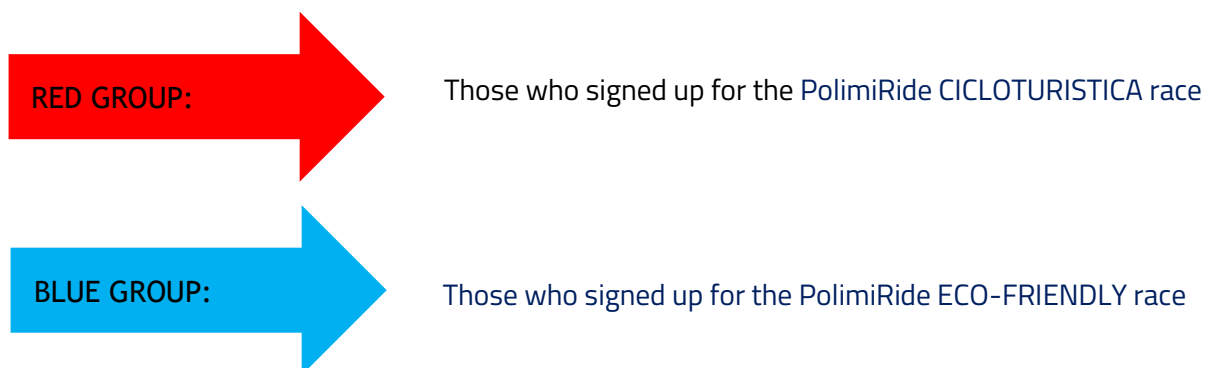 RED GROUP:
Those who signed up for the PolimiRide CICLOTURISTICA race
BLUE GROUP:
Those who signed up for the PolimiRide ECO-FRIENDLY race